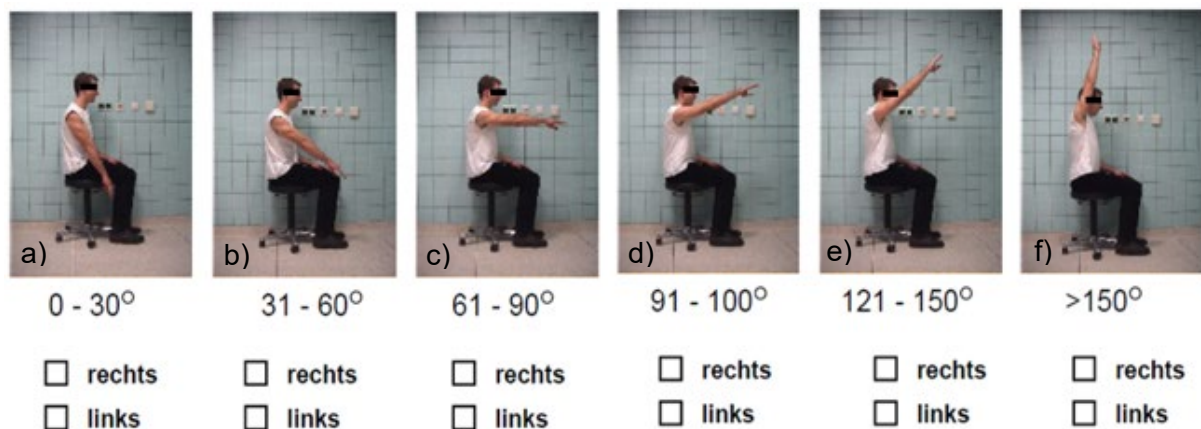 a) b) c) d) e) f)
0 - 30° 31 - 60° 61 - 90° 91 - 100° 121 - 150° >150°
☐ rechts ☐ rechts ☐ rechts ☐ rechts ☐ rechts ☐ rechts
☐ links ☐ links ☐ links ☐ links ☐ links ☐ links